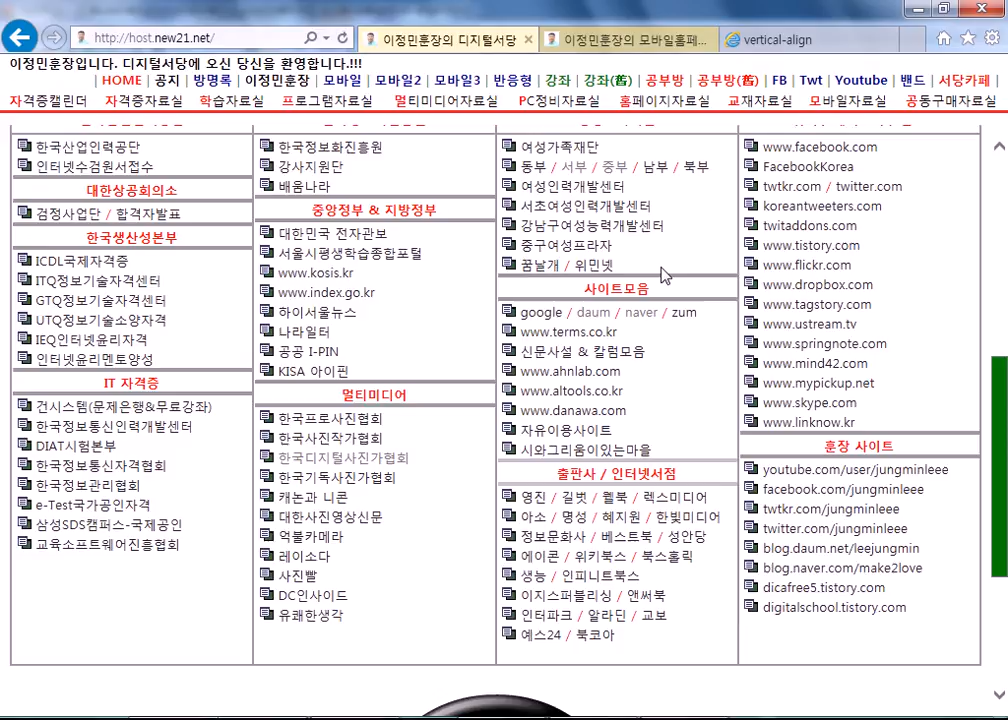 http://host.new21.net/
이정민훈장의 디지털서당
이정민훈장의 모바일홈페...
vertical-align
이정민훈장입니다. 디지털서당에 오신 당신을 환영합니다.!!!
| HOME | 공지 | 방명록 | 이정민훈장 | 모바일 | 모바일2 | 모바일3 | 반응형 | 강좌 | 강좌(舊) | 공부방 | 공부방(舊) | FB | Twt | Youtube | 밴드 | 서당카페 |
자격증캘린더 자격증자료실 학습자료실 프로그램자료실 멀티미디어자료실 PC정비자료실 홈페이지자료실 교재자료실 모바일자료실 공동구매자료실
한국산업인력공단
인터넷수검원서접수
대한상공회의소
검정사업단 / 합격자발표
한국생산성본부
ICDL국제자격증
ITQ정보기술자격센터
GTQ정보기술자격센터
UTQ정보기술소양자격
IEQ인터넷윤리자격
인터넷윤리멘토양성
IT 자격증
건시스템(문제은행&무료강좌)
한국정보통신인력개발센터
DIAT시험본부
한국정보통신자격협회
한국정보관리협회
e-Test국가공인자격
삼성SDS캠퍼스-국제공인
교육소프트웨어진흥협회
한국정보화진흥원
강사지원단
배움나라
중앙정부 & 지방정부
대한민국 전자관보
서울시평생학습종합포털
www.kosis.kr
www.index.go.kr
하이서울뉴스
나라일터
공공 I-PIN
KISA 아이핀
멀티미디어
한국프로사진협회
한국사진작가협회
한국디지털사진가협회
한국기독사진가협회
캐논과 니콘
대한사진영상신문
억불카메라
레이소다
사진빨
DC인사이드
유쾌한생각
여성가족재단
동부 / 서부 / 중부 / 남부 / 북부
여성인력개발센터
서초여성인력개발센터
강남구여성능력개발센터
중구여성프라자
꿈날개 / 위민넷
사이트모음
google / daum / naver / zum
www.terms.co.kr
신문사설 & 칼럼모음
www.ahnlab.com
www.altools.co.kr
www.danawa.com
자유이용사이트
시와그리움이있는마을
출판사 / 인터넷서점
영진 / 길벗 / 웰북 / 렉스미디어
아소 / 명성 / 혜지원 / 한빛미디어
정보문화사 / 베스트북 / 성안당
에이콘 / 위키북스 / 북스홀릭
생능 / 인피니트북스
이지스퍼블리싱 / 앤써북
인터파크 / 알라딘 / 교보
예스24 / 북코아
www.facebook.com
FacebookKorea
twtkr.com / twitter.com
koreantweeters.com
twitaddons.com
www.tistory.com
www.flickr.com
www.dropbox.com
www.tagstory.com
www.ustream.tv
www.springnote.com
www.mind42.com
www.mypickup.net
www.skype.com
www.linknow.kr
훈장 사이트
youtube.com/user/jungminleee
facebook.com/jungminleee
twtkr.com/jungminleee
twitter.com/jungminleee
blog.daum.net/leejungmin
blog.naver.com/make2love
dicafree5.tistory.com
digitalschool.tistory.com